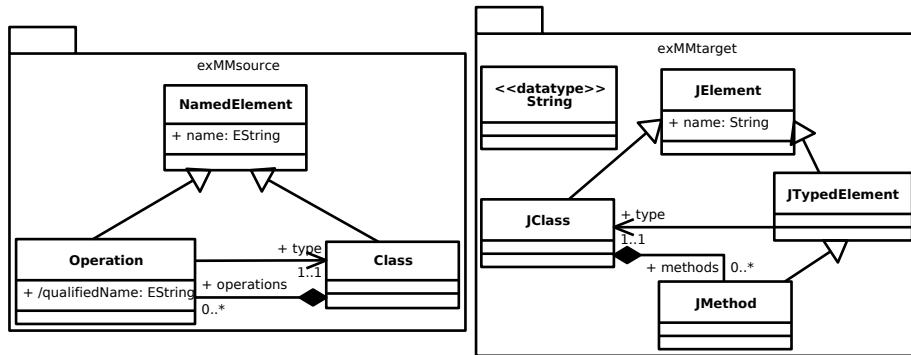 exMMsource
NamedElement
+ name: EString
Operation
+ /qualifiedName: EString
+ type
1..1
+ operations
0..*
Class
exMMtarget
<<datatype>>
String
JElement
+ name: String
JTypedElement
JClass
+ type
1..1
+ methods
0..*
JMethod